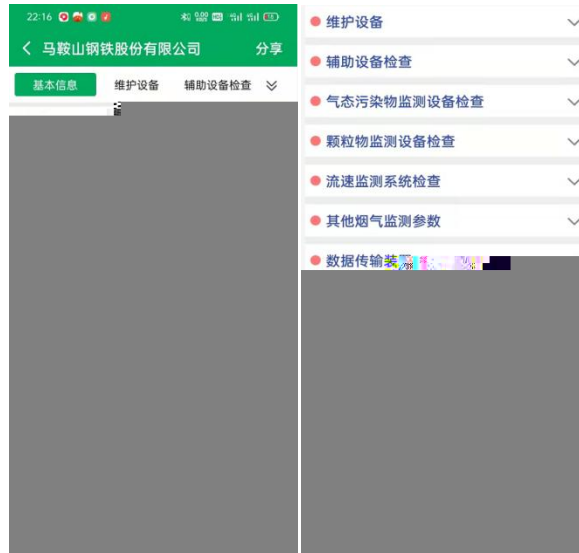 22:16
马鞍山钢铁股份有限公司 分享
基本信息 维护设备 辅助设备检查
维护设备
辅助设备检查
气态污染物监测设备检查
颗粒物监测设备检查
流速监测系统检查
其他烟气监测参数
数据传输装